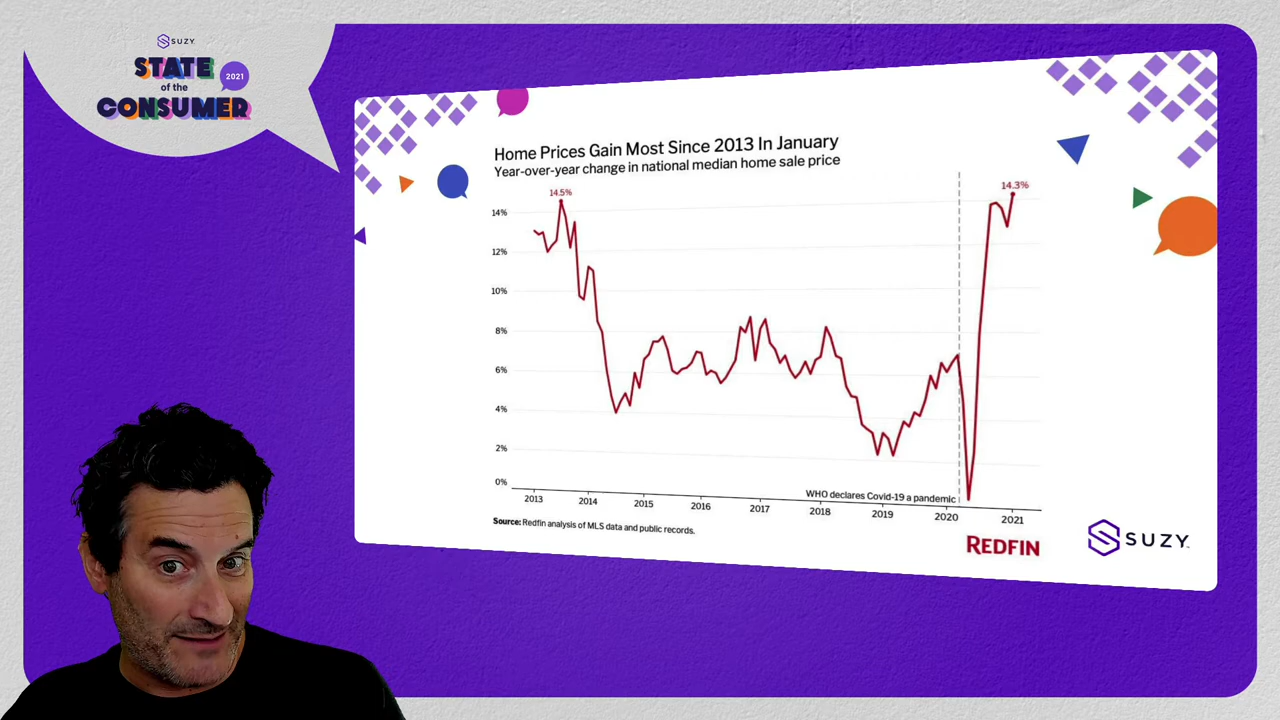 SUZY
STATE
2021
of the
CONSUMER
Home Prices Gain Most Since 2013 In January
Year-over-year change in national median home sale price
14.5%
14.3%
14%
12%
10%
8%
6%
4%
2%
0%
WHO declares Covid-19 a pandemic
2013 2014 2015 2016 2017 2018 2019 2020 2021
Source: Redfin analysis of MLS data and public records.
REDFIN
SUZY